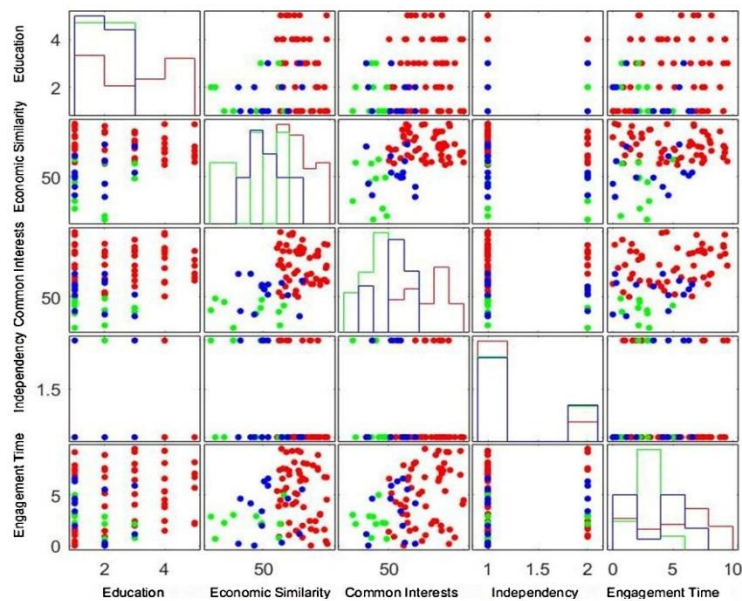 4
2
Education
50
Economic Similarity
50
Common Interests
1.5
Independency
5
0
Engagement Time
2 4 50 50 1 1.5 2 0 5 10
Education Economic Similarity Common Interests Independency Engagement Time